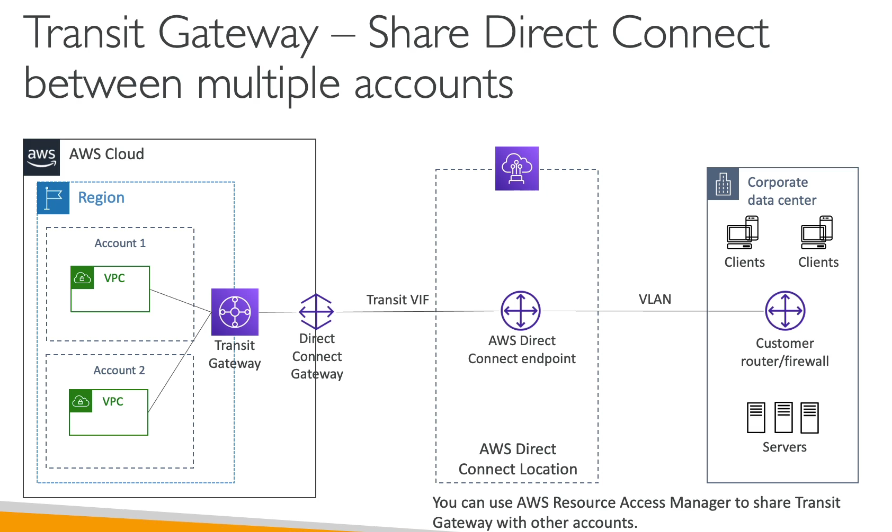 Transit Gateway – Share Direct Connect
between multiple accounts
aws
AWS Cloud
Region
Account 1
VPC
Account 2
VPC
Transit
Gateway
Direct
Connect
Gateway
Transit VIF
AWS Direct
Connect endpoint
AWS Direct
Connect Location
VLAN
Corporate
data center
Clients
Clients
Customer
router/firewall
Servers
You can use AWS Resource Access Manager to share Transit
Gateway with other accounts.